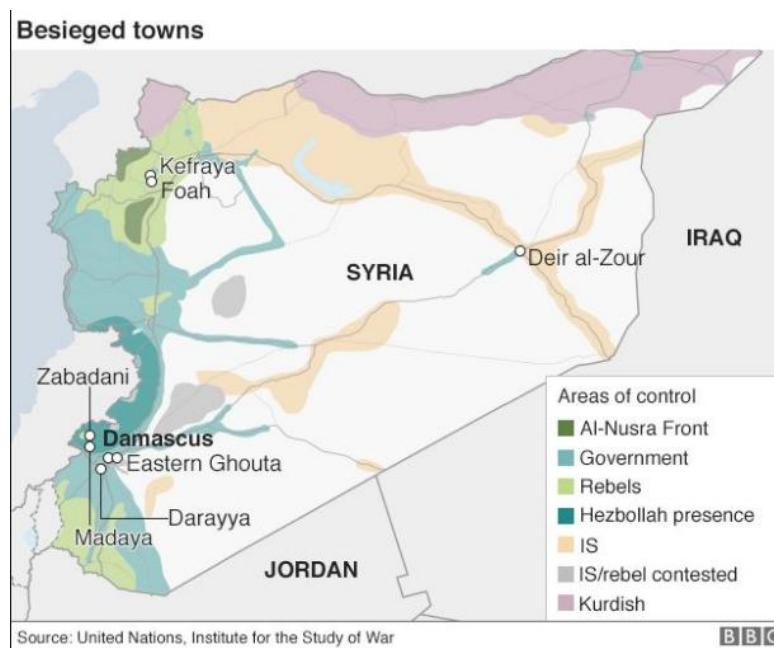 Besieged towns
Kefraya
Foah
IRAQ
SYRIA
Deir al-Zour
Zabadani
Damascus
Eastern Ghouta
Darayya
Madaya
JORDAN
Areas of control
Al-Nusra Front
Government
Rebels
Hezbollah presence
IS
IS/rebel contested
Kurdish
Source: United Nations, Institute for the Study of War
BBC